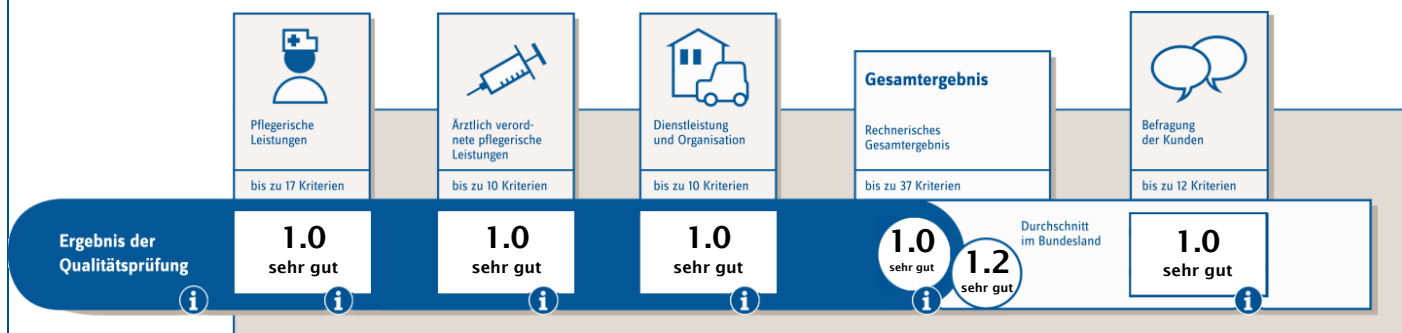 Pflegerische
Leistungen
bis zu 17 Kriterien
Ärztlich verord-
nete pflegerische
Leistungen
bis zu 10 Kriterien
Dienstleistung
und Organisation
bis zu 10 Kriterien
Gesamtergebnis
Rechnerisches
Gesamtergebnis
bis zu 37 Kriterien
Befragung
der Kunden
bis zu 12 Kriterien
Ergebnis der
Qualitätsprüfung
i
1.0
sehr gut
i
1.0
sehr gut
i
1.0
sehr gut
i
1.0
sehr gut
i
1.2
sehr gut
Durchschnitt
im Bundesland
1.0
sehr gut
i